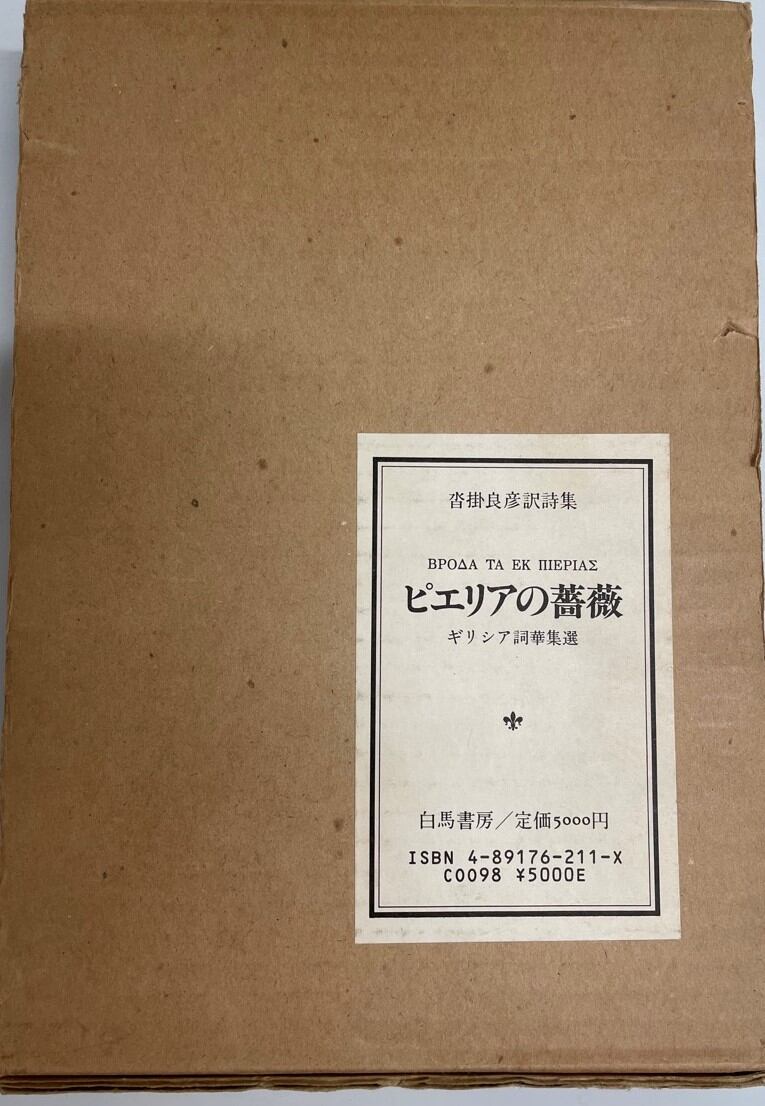 沓掛良彦訳詩集
ΒΡΟΔΑ ΤΑ ΕΚ ΠΙΕΡΙΑΣ
ピエリアの薔薇
ギリシア詞華集選
白馬書房／定価5000円
ISBN 4-89176-211-X
C0098 ¥5000E